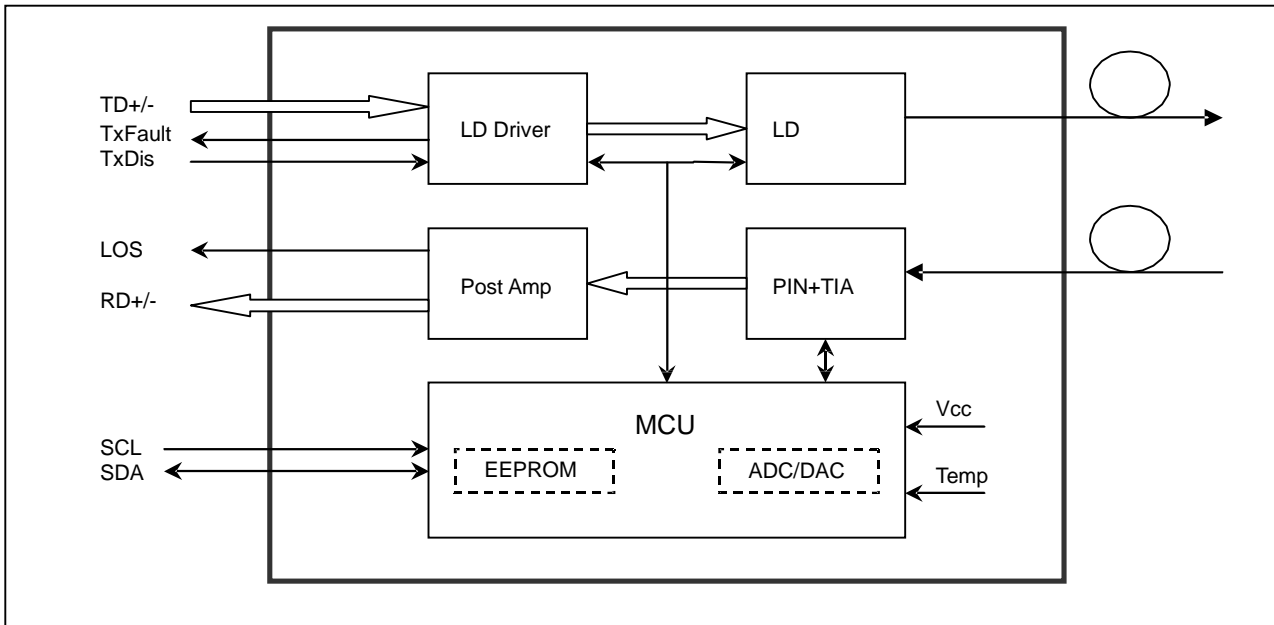 TD+/-
TxFault
TxDis
LD Driver
LD
LOS
RD+/-
Post Amp
PIN+TIA
SCL
SDA
MCU
EEPROM
ADC/DAC
Vcc
Temp